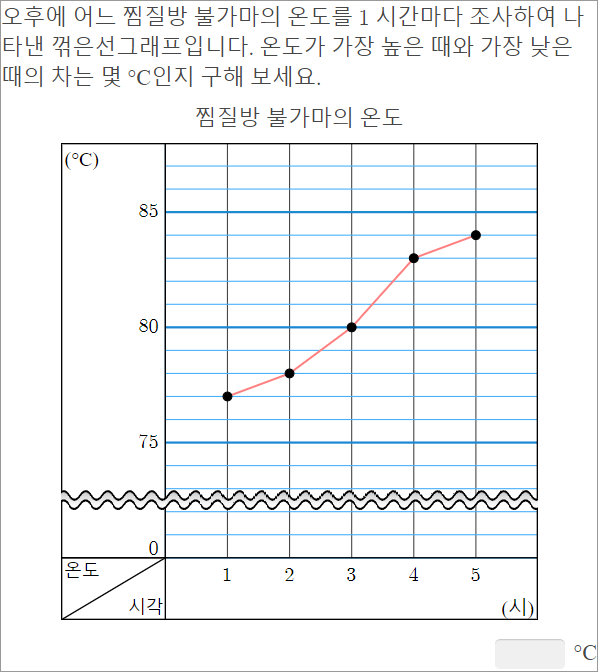 오후에 어느 찜질방 불가마의 온도를 1 시간마다 조사하여 나
타낸 꺾은선그래프입니다. 온도가 가장 높은 때와 가장 낮은
때의 차는 몇 °C인지 구해 보세요.
찜질방 불가마의 온도
(°C)
85
80
75
0
온도
시각
1 2 3 4 5
(시)
°C